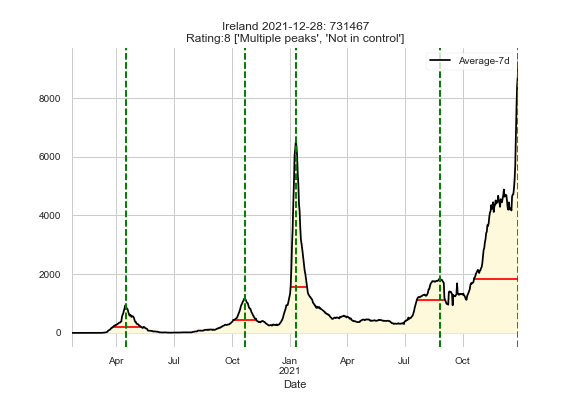 Ireland 2021-12-28: 731467
Rating:8 ['Multiple peaks', 'Not in control']
Average-7d
8000
6000
4000
2000
0
Apr
Jul
Oct
Jan
2021
Apr
Jul
Oct
Date